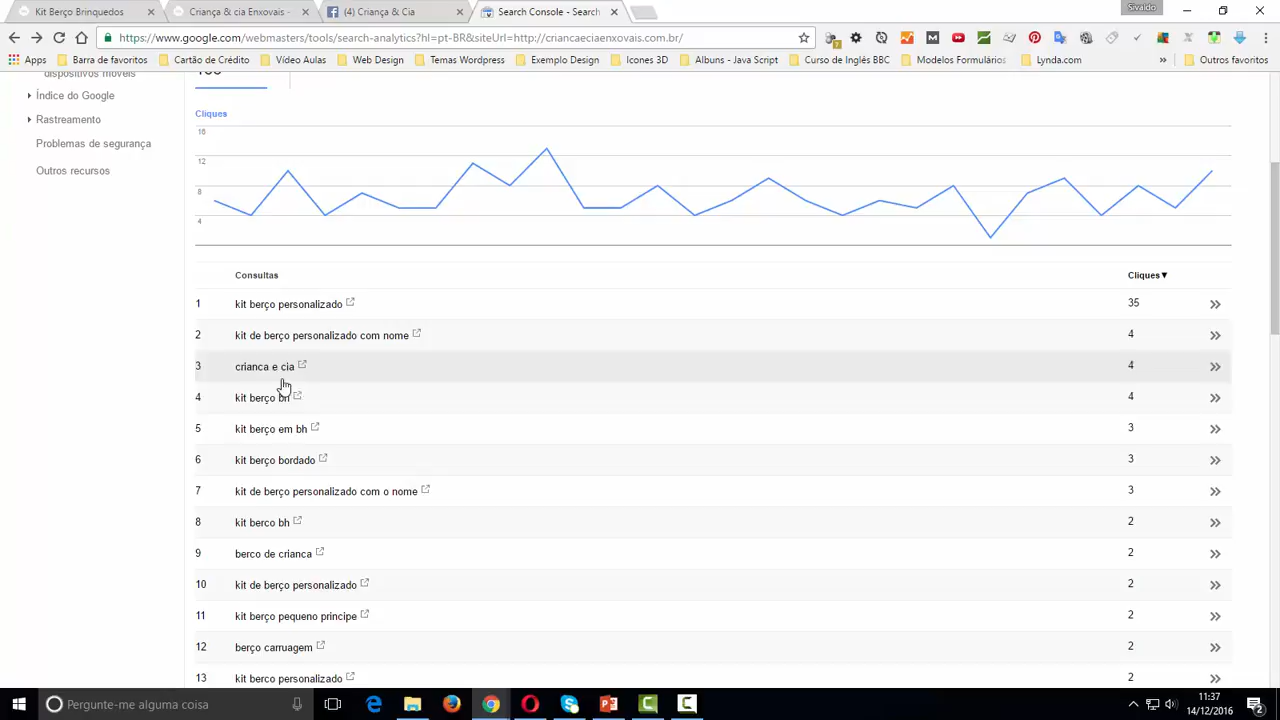 Kit Berço Brinquedos
Criança & cia Enxovais -
(4) Criança & Cia
Search Console - Search
Sivaldo
https://www.google.com/webmasters/tools/search-analytics?hl=pt-BR&siteUrl=http://criancaeciaenxovais.com.br/
Apps
Barra de favoritos
Cartão de Crédito
Vídeo Aulas
Web Design
Temas Wordpress
Exemplo Design
Icones 3D
Albuns - Java Script
Curso de Inglês BBC
Modelos Formulários
Lynda.com
»
Outros favoritos
dispositivos móveis
Índice do Google
Rastreamento
Problemas de segurança
Outros recursos
Cliques
16
12
8
4
Consultas Cliques▼
1 kit berço personalizado 35 »
2 kit de berço personalizado com nome 4 »
3 crianca e cia 4 »
4 kit berço bh 4 »
5 kit berço em bh 3 »
6 kit berço bordado 3 »
7 kit de berço personalizado com o nome 3 »
8 kit berco bh 2 »
9 berco de crianca 2 »
10 kit de berço personalizado 2 »
11 kit berço pequeno principe 2 »
12 berço carruagem 2 »
13 kit berço personalizado 2 »
Pergunte-me alguma coisa
11:37
14/12/2016